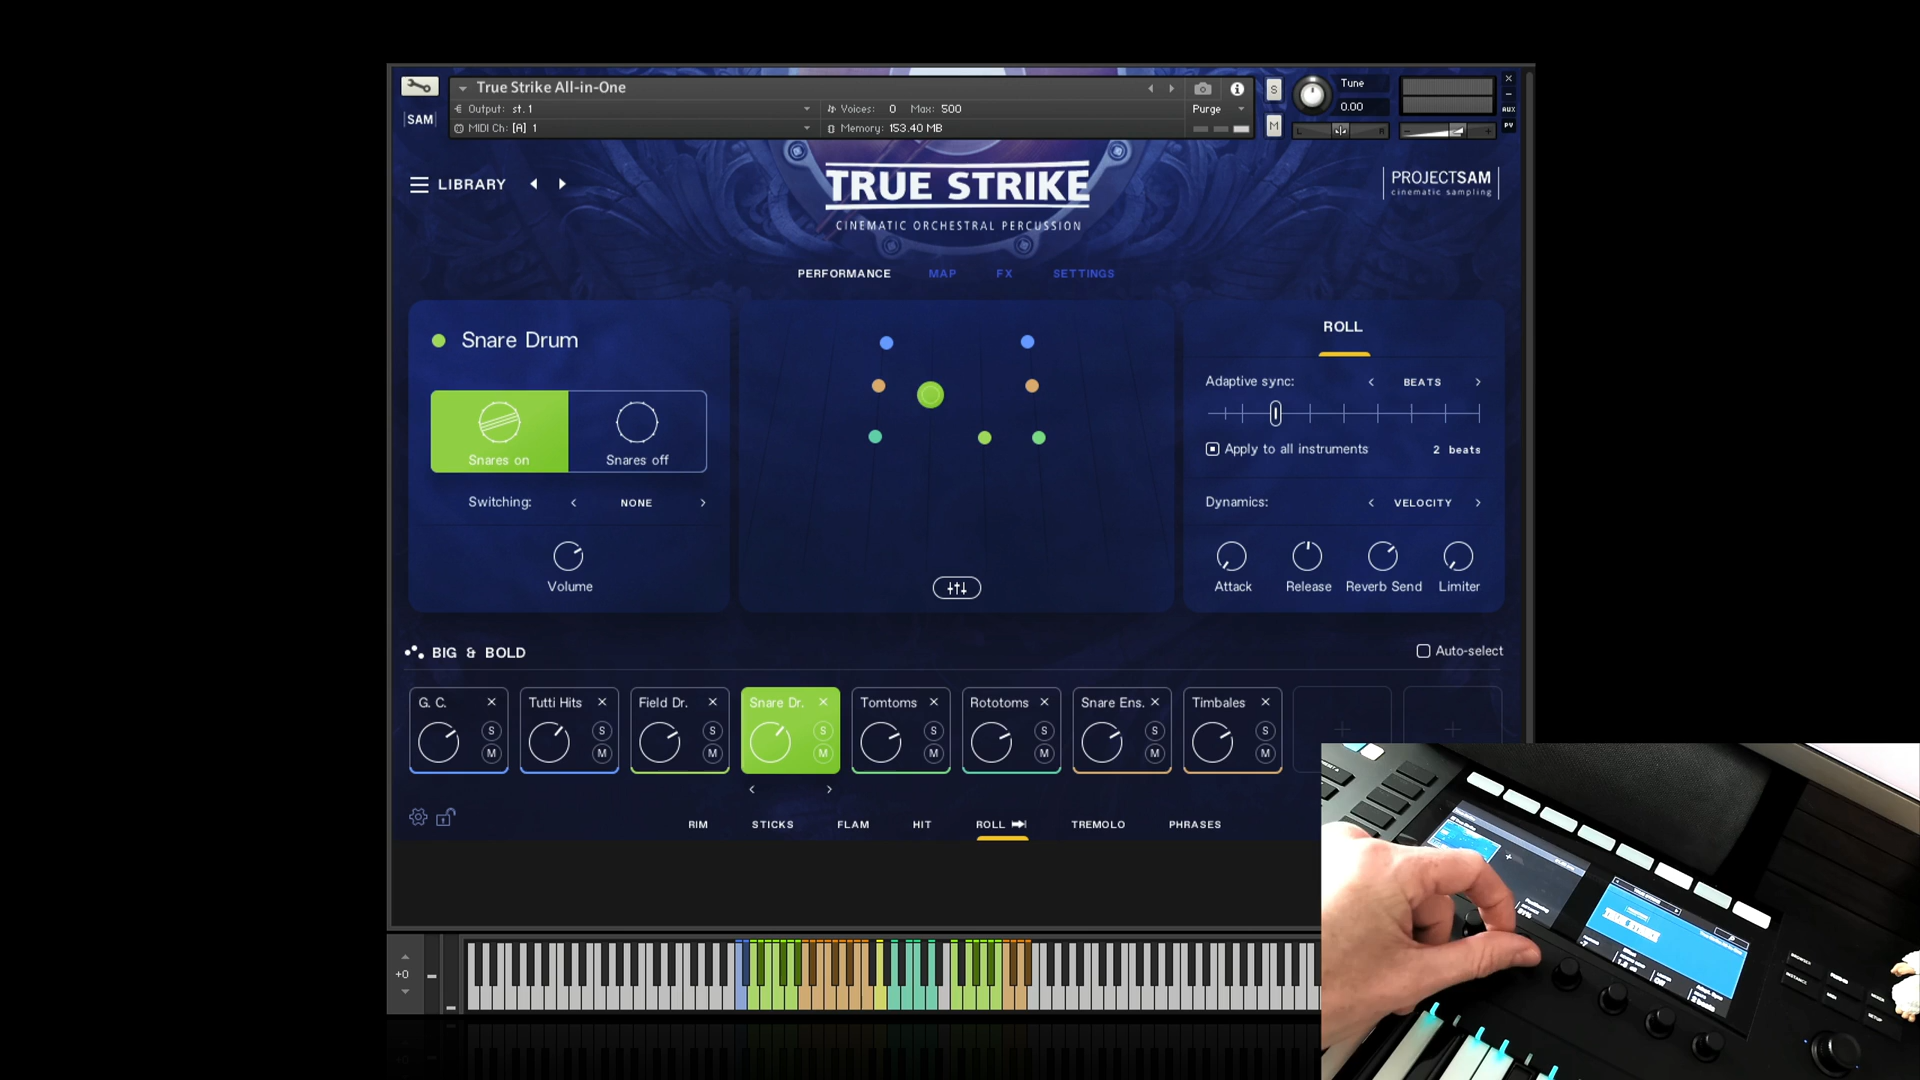 True Strike All-in-One
S
Tune
Output: st.1
Voices: 0 Max: 500
Purge
0.00
AUX
|SAM|
MIDI Ch: [A] 1
Memory: 153.40 MB
M
L
R
PV
LIBRARY
TRUE STRIKE
CINEMATIC ORCHESTRAL PERCUSSION
PROJECTSAM
cinematic sampling
PERFORMANCE
MAP
FX
SETTINGS
Snare Drum
Snares on
Snares off
Switching:
NONE
Volume
ROLL
Adaptive sync:
BEATS
Apply to all instruments
2 beats
Dynamics:
VELOCITY
Attack
Release
Reverb Send
Limiter
BIG & BOLD
Auto-select
G. C.
S
M
Tutti Hits
S
M
Field Dr.
S
M
Snare Dr.
S
M
Tomtoms
S
M
Rototoms
S
M
Snare Ens.
S
M
Timbales
S
M
RIM
STICKS
FLAM
HIT
ROLL
TREMOLO
PHRASES
+0